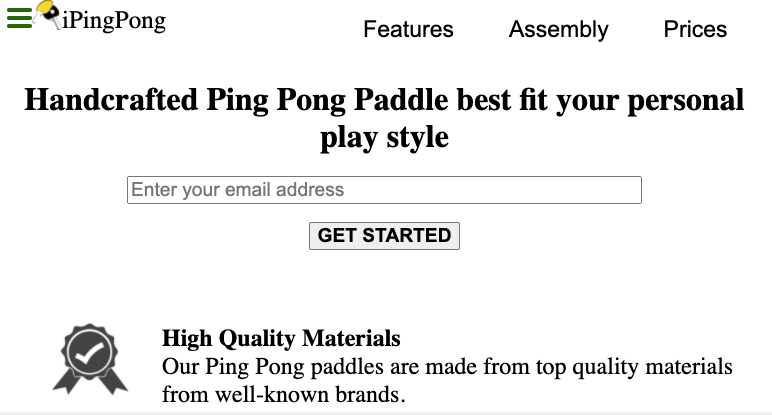 iPingPong
Features Assembly Prices
Handcrafted Ping Pong Paddle best fit your personal
play style
Enter your email address
GET STARTED
High Quality Materials
Our Ping Pong paddles are made from top quality materials
from well-known brands.